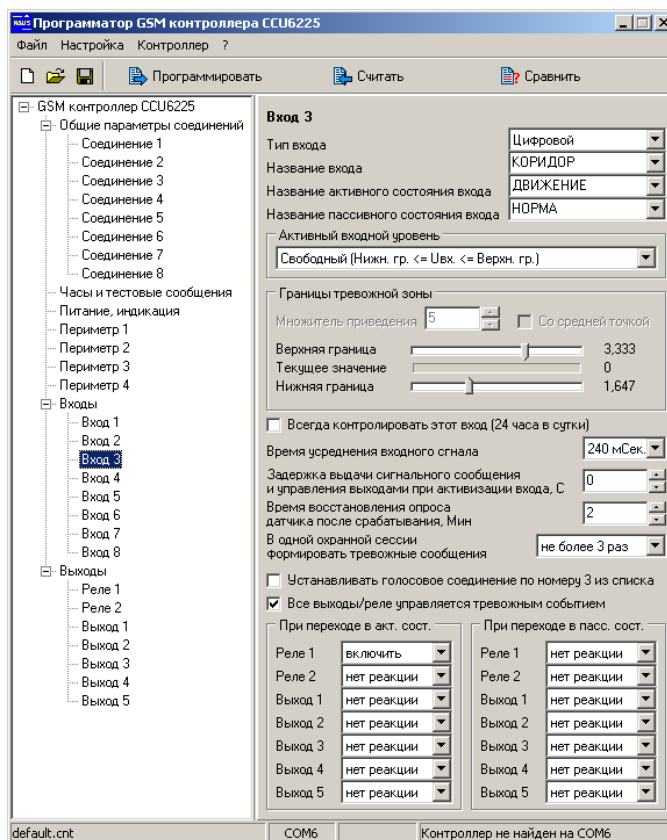 Программатор GSM контроллера CCU6225
Файл Настройка Контроллер ?
Программировать Считать Сравнить
GSM контроллер CCU6225
Общие параметры соединений
Соединение 1
Соединение 2
Соединение 3
Соединение 4
Соединение 5
Соединение 6
Соединение 7
Соединение 8
Часы и тестовые сообщения
Питание, индикация
Периметр 1
Периметр 2
Периметр 3
Периметр 4
Входы
Вход 1
Вход 2
Вход 3
Вход 4
Вход 5
Вход 6
Вход 7
Вход 8
Выходы
Реле 1
Реле 2
Выход 1
Выход 2
Выход 3
Выход 4
Выход 5
Вход 3
Тип входа Цифровой
Название входа КОРИДОР
Название активного состояния входа ДВИЖЕНИЕ
Название пассивного состояния входа НОРМА
Активный входной уровень
Свободный (Нижн. гр. <= Uвх. <= Верхн. гр.)
Границы тревожной зоны
Множитель приведения 5 Со средней точкой
Верхняя граница 3,333
Текущее значение 0
Нижняя граница 1,647
Всегда контролировать этот вход (24 часа в сутки)
Время усреднения входного сгнала 240 мСек.
Задержка выдачи сигнального сообщения
и управления выходами при активизации входа, С 0
Время восстановления опроса
датчика после срабатывания, Мин 2
В одной охранной сессии
формировать тревожные сообщения не более 3 раз
Устанавливать голосовое соединение по номеру 3 из списка
Все выходы/реле управляется тревожным событием
При переходе в акт. сост. При переходе в пасс. сост.
Реле 1 включить Реле 1 нет реакции
Реле 2 нет реакции Реле 2 нет реакции
Выход 1 нет реакции Выход 1 нет реакции
Выход 2 нет реакции Выход 2 нет реакции
Выход 3 нет реакции Выход 3 нет реакции
Выход 4 нет реакции Выход 4 нет реакции
Выход 5 нет реакции Выход 5 нет реакции
default.cnt COM6 Контроллер не найден на COM6